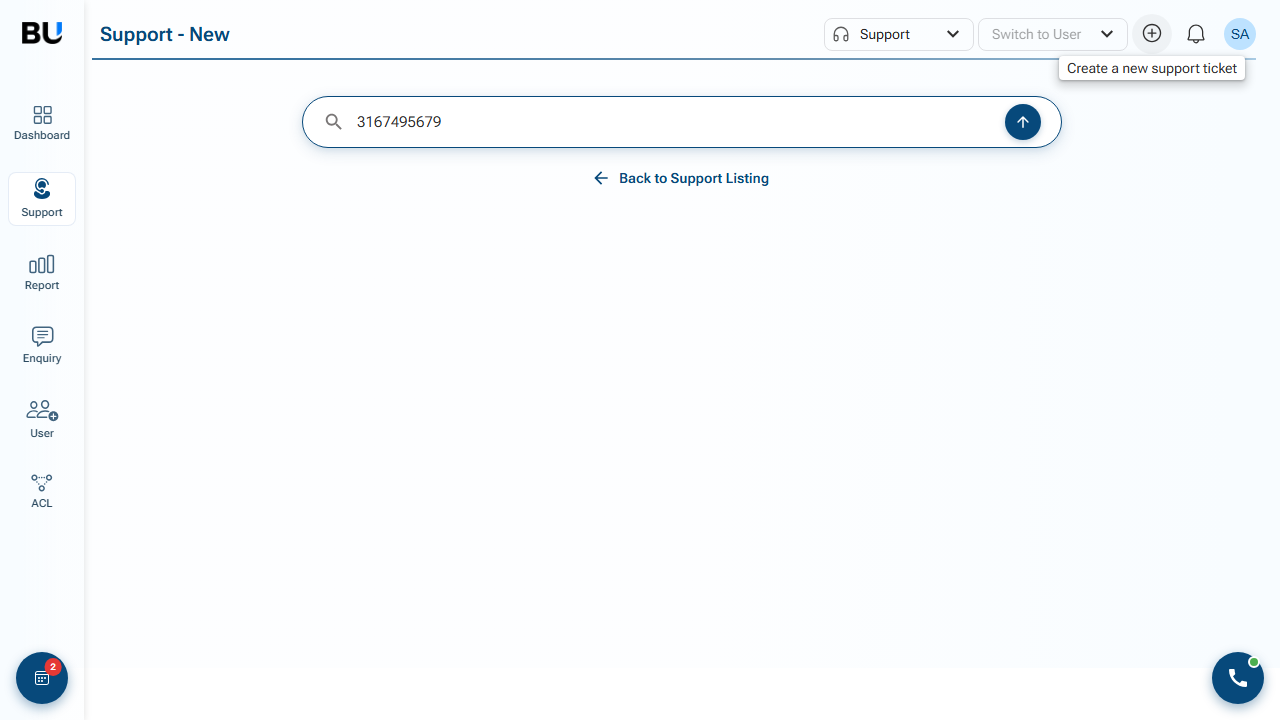 BU
Support - New
Support
Switch to User
SA
Create a new support ticket
3167495679
Back to Support Listing
Dashboard
Support
Report
Enquiry
User
ACL
2